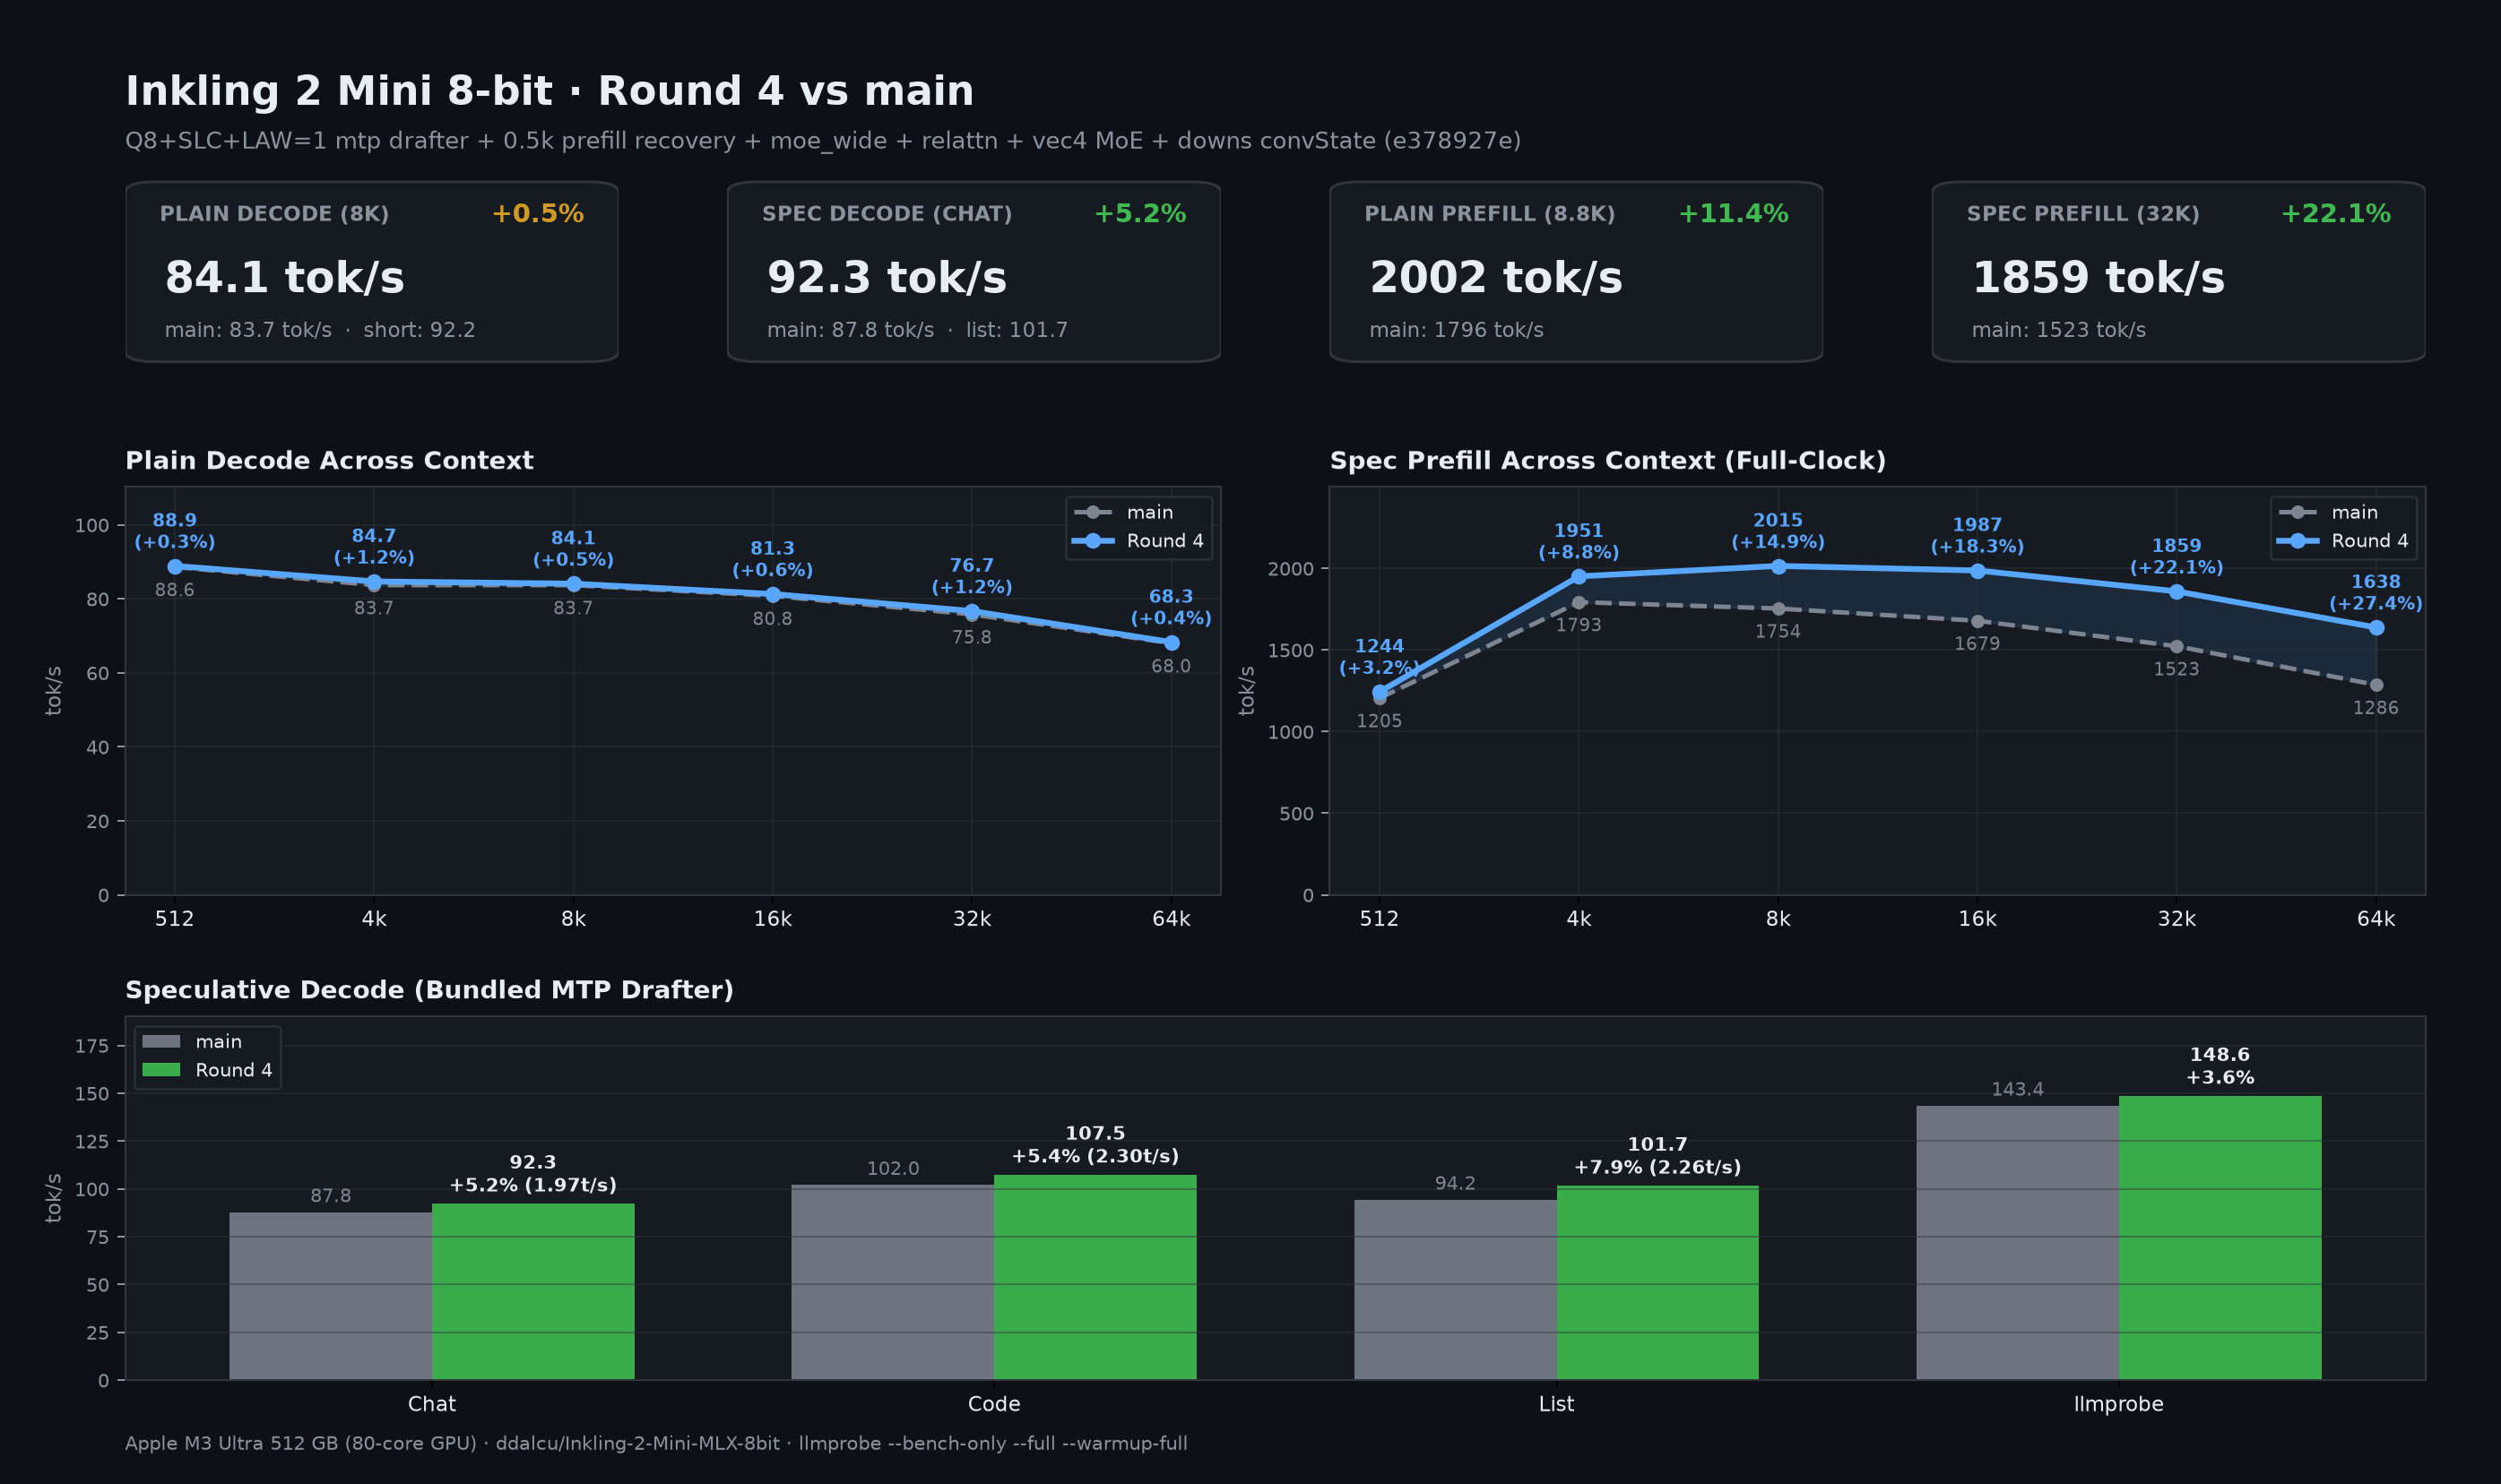 Inkling 2 Mini 8-bit · Round 4 vs main
Q8+SLC+LAW=1 mtp drafter + 0.5k prefill recovery + moe_wide + relattn + vec4 MoE + downs convState (e378927e)
PLAIN DECODE (8K) +0.5%
84.1 tok/s
main: 83.7 tok/s · short: 92.2
SPEC DECODE (CHAT) +5.2%
92.3 tok/s
main: 87.8 tok/s · list: 101.7
PLAIN PREFILL (8.8K) +11.4%
2002 tok/s
main: 1796 tok/s
SPEC PREFILL (32K) +22.1%
1859 tok/s
main: 1523 tok/s
Plain Decode Across Context
main
Round 4
tok/s
100
80
60
40
20
0
88.9
(+0.3%)
88.6
84.7
(+1.2%)
83.7
84.1
(+0.5%)
83.7
81.3
(+0.6%)
80.8
76.7
(+1.2%)
75.8
68.3
(+0.4%)
68.0
512 4k 8k 16k 32k 64k
Spec Prefill Across Context (Full-Clock)
main
Round 4
tok/s
2000
1500
1000
500
0
1244
(+3.2%)
1205
1951
(+8.8%)
1793
2015
(+14.9%)
1754
1987
(+18.3%)
1679
1859
(+22.1%)
1523
1638
(+27.4%)
1286
512 4k 8k 16k 32k 64k
Speculative Decode (Bundled MTP Drafter)
main
Round 4
tok/s
175
150
125
100
75
50
25
0
87.8
92.3
+5.2% (1.97t/s)
102.0
107.5
+5.4% (2.30t/s)
94.2
101.7
+7.9% (2.26t/s)
143.4
148.6
+3.6%
Chat Code List llmprobe
Apple M3 Ultra 512 GB (80-core GPU) · ddalcu/Inkling-2-Mini-MLX-8bit · llmprobe --bench-only --full --warmup-full